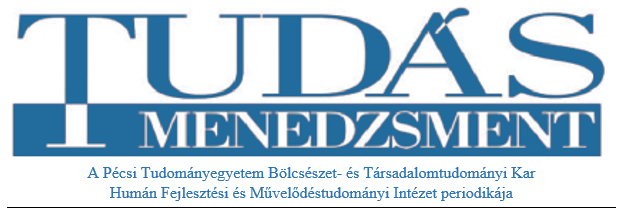 TUDÁS
MENEDZSMENT
A Pécsi Tudományegyetem Bölcsészet- és Társadalomtudományi Kar
Humán Fejlesztési és Művelődéstudományi Intézet periodikája